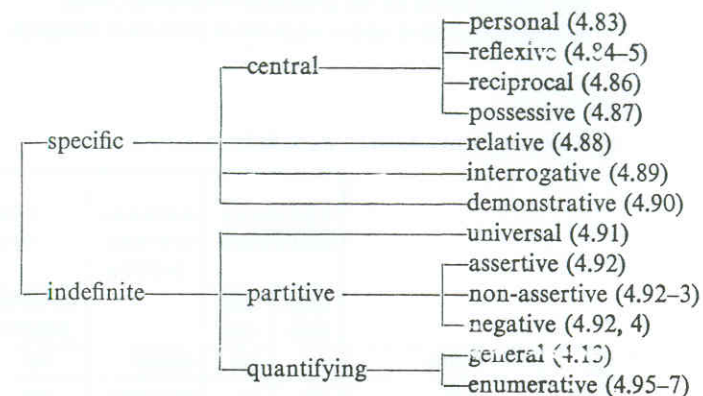 personal (4.83)
reflexive (4.84–5)
central
reciprocal (4.86)
possessive (4.87)
specific
relative (4.88)
interrogative (4.89)
demonstrative (4.90)
universal (4.91)
assertive (4.92)
indefinite
partitive
non-assertive (4.92–3)
negative (4.92, 4)
general
quantifying
enumerative (4.95–7)